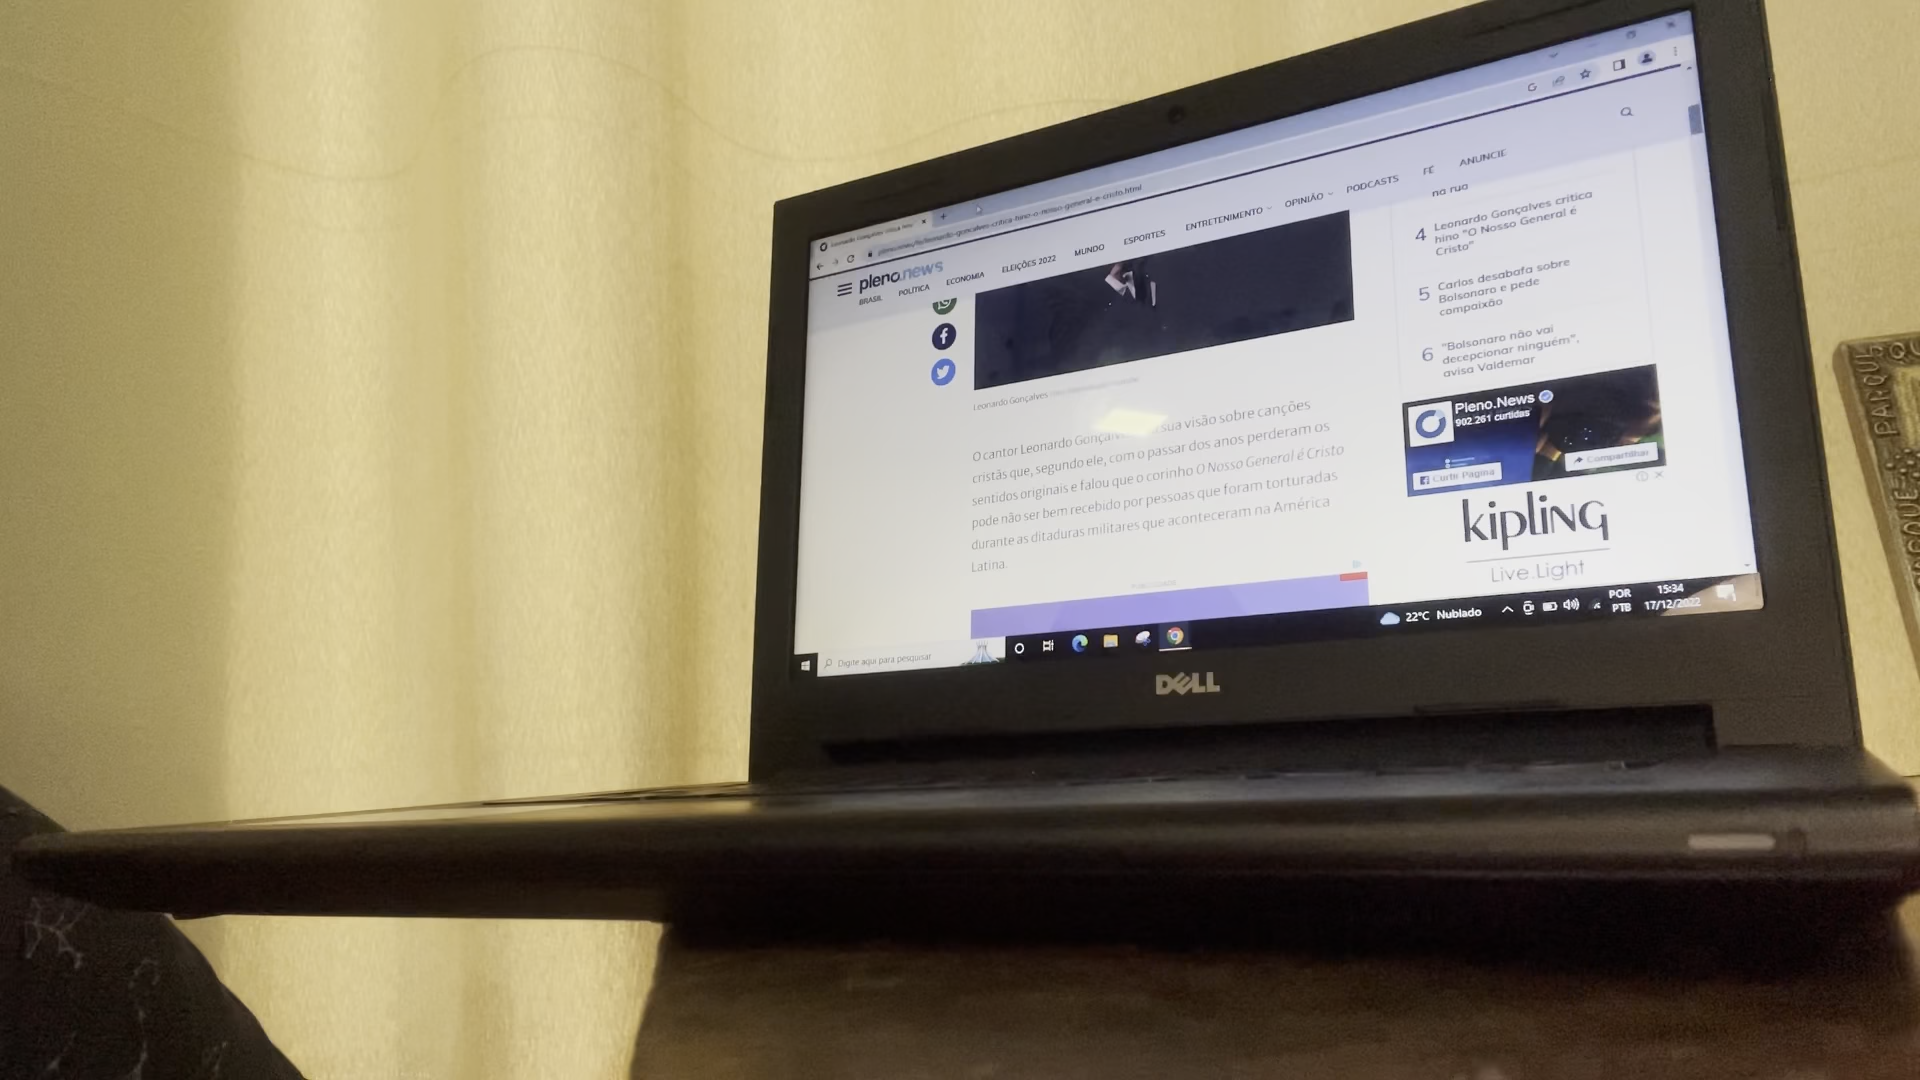 pleno.news
BRASIL
POLÍTICA
ECONOMIA
ELEIÇÕES 2022
MUNDO
ESPORTES
ENTRETENIMENTO
OPINIÃO
PODCASTS
FÉ
ANUNCIE
Leonardo Gonçalves
O cantor Leonardo Gonçalves sua visão sobre canções
cristãs que, segundo ele, com o passar dos anos perderam os
sentidos originais e falou que o corinho O Nosso General é Cristo
pode não ser bem recebido por pessoas que foram torturadas
durante as ditaduras militares que aconteceram na América
Latina.
na rua
4 Leonardo Gonçalves critica
hino "O Nosso General é
Cristo"
5 Carlos desabafa sobre
Bolsonaro e pede
compaixão
6 "Bolsonaro não vai
decepcionar ninguém",
avisa Valdemar
Pleno.News
902.261 curtidas
Curtir Página
Compartilhar
kipling
Live.Light
Digite aqui para pesquisar
22°C Nublado
POR
PTB
15:34
17/12/2022
DELL
PARQUE